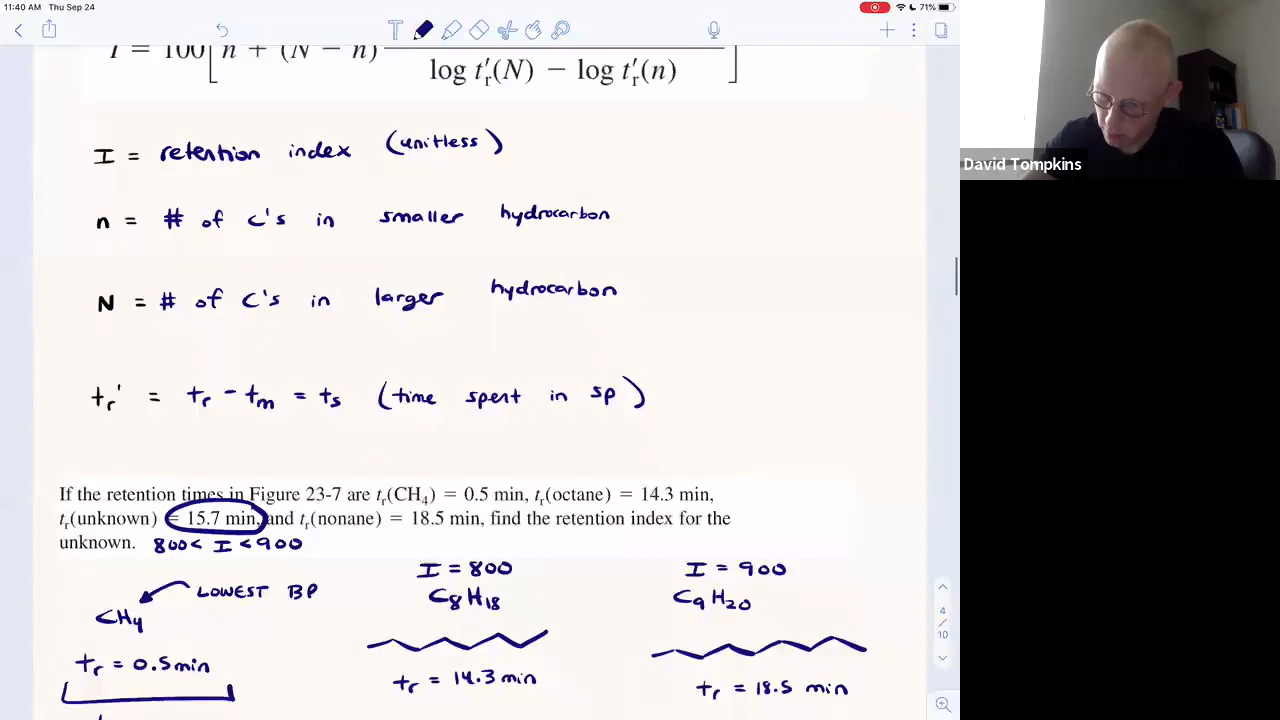 11:40 AM Thu Sep 24
71%
I = 100[ n + (N − n)
log t′r(N) − log t′r(n) ]
I = retention index (unitless)
n = # of C's in smaller hydrocarbon
N = # of C's in larger hydrocarbon
tr' = tr - tm = ts (time spent in sp)
If the retention times in Figure 23-7 are tr(CH4) = 0.5 min, tr(octane) = 14.3 min,
tr(unknown) = 15.7 min, and tr(nonane) = 18.5 min, find the retention index for the
unknown. 800 < I < 900
LOWEST BP
CH4
tr = 0.5 min
I = 800
C8H18
tr = 14.3 min
I = 900
C9H20
tr = 18.5 min
4
/
10
David Tompkins